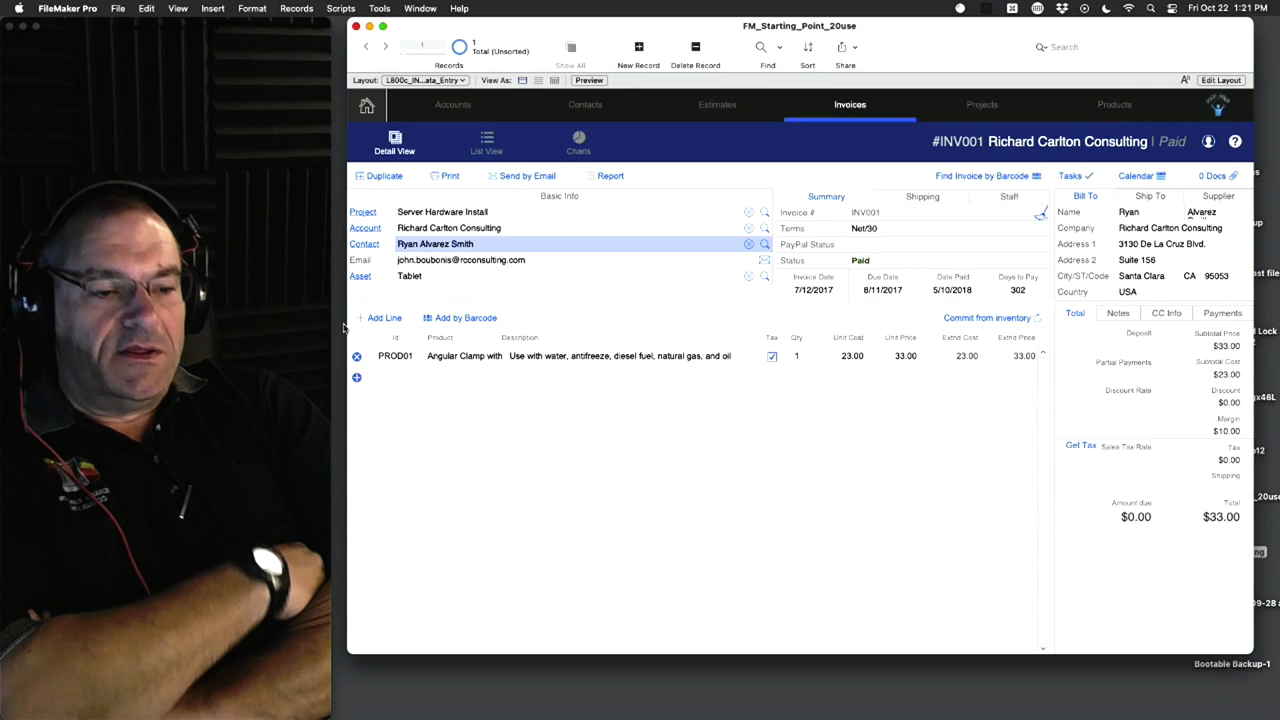 FileMaker Pro File Edit View Insert Format Records Scripts Tools Window Help Fri Oct 22 1:21 PM
FM_Starting_Point_20use
1 1 Total (Unsorted)
Records Show All New Record Delete Record Find Sort Share Search
Layout: L800c_IN...ata_Entry View As: Preview Edit Layout
Accounts Contacts Estimates Invoices Projects Products
Detail View List View Charts #INV001 Richard Carlton Consulting | Paid
Duplicate Print Send by Email Report Find Invoice by Barcode Tasks Calendar 0 Docs
Basic Info Summary Shipping Staff Bill To Ship To Supplier
Project Server Hardware Install Invoice # INV001 Name Ryan Alvarez
Account Richard Carlton Consulting Terms Net/30 Company Richard Carlton Consulting
Contact Ryan Alvarez Smith PayPal Status Address 1 3130 De La Cruz Blvd.
Email john.boubonis@rcconsulting.com Status Paid Address 2 Suite 156
Asset Tablet Invoice Date Due Date Date Paid Days to Pay City/ST/Code Santa Clara CA 95053
7/12/2017 8/11/2017 5/10/2018 302 Country USA
Add Line Add by Barcode Commit from inventory Total Notes CC Info Payments
Id Product Description Tax Qty Unit Cost Unit Price Extnd Cost Extnd Price
PROD01 Angular Clamp with Use with water, antifreeze, diesel fuel, natural gas, and oil 1 23.00 33.00 23.00 33.00
Deposit Subtotal Price
$33.00
Partial Payments Subtotal Cost
$23.00
Discount Rate Discount
$0.00
Margin
$10.00
Get Tax Sales Tax Rate Tax
$0.00
Shipping
Amount due Total
$0.00 $33.00
Bootable Backup-1